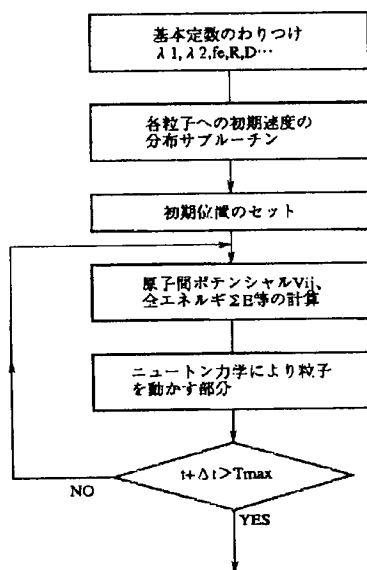 基本定数のわりつけ
λ1,λ2,fe,R,D…
各粒子への初期速度の
分布サブルーチン
初期位置のセット
原子間ポテンシャルVij、
全エネルギΣE等の計算
ニュートン力学により粒子
を動かす部分
t+Δt>Tmax
NO
YES